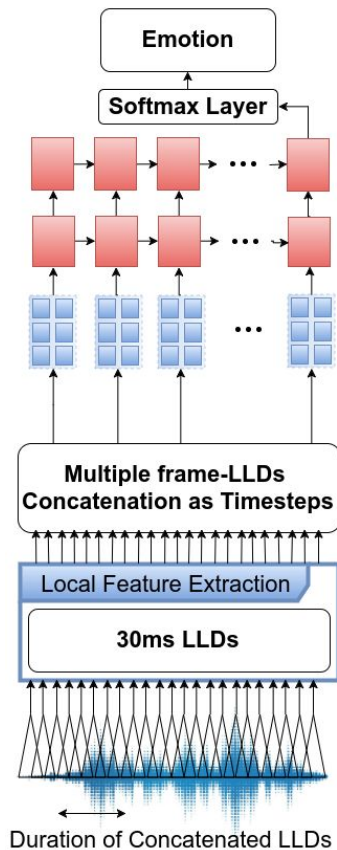 Emotion
Softmax Layer
Multiple frame-LLDs
Concatenation as Timesteps
Local Feature Extraction
30ms LLDs
Duration of Concatenated LLDs